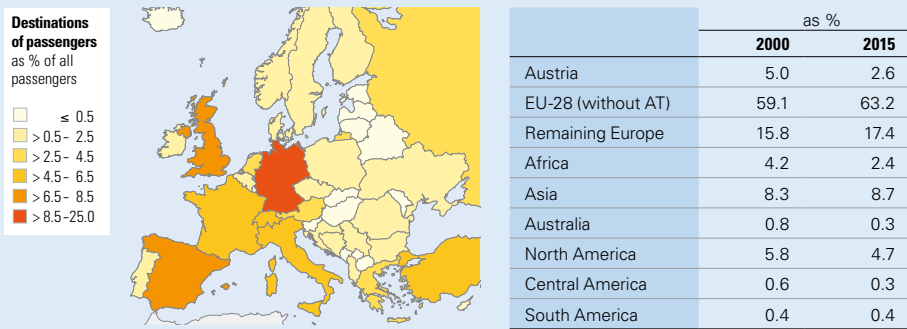 Destinations
of passengers
as % of all
passengers
≤ 0.5
> 0.5 – 2.5
> 2.5 – 4.5
> 4.5 – 6.5
> 6.5 – 8.5
> 8.5 –25.0
as %
2000 2015
Austria 5.0 2.6
EU-28 (without AT) 59.1 63.2
Remaining Europe 15.8 17.4
Africa 4.2 2.4
Asia 8.3 8.7
Australia 0.8 0.3
North America 5.8 4.7
Central America 0.6 0.3
South America 0.4 0.4